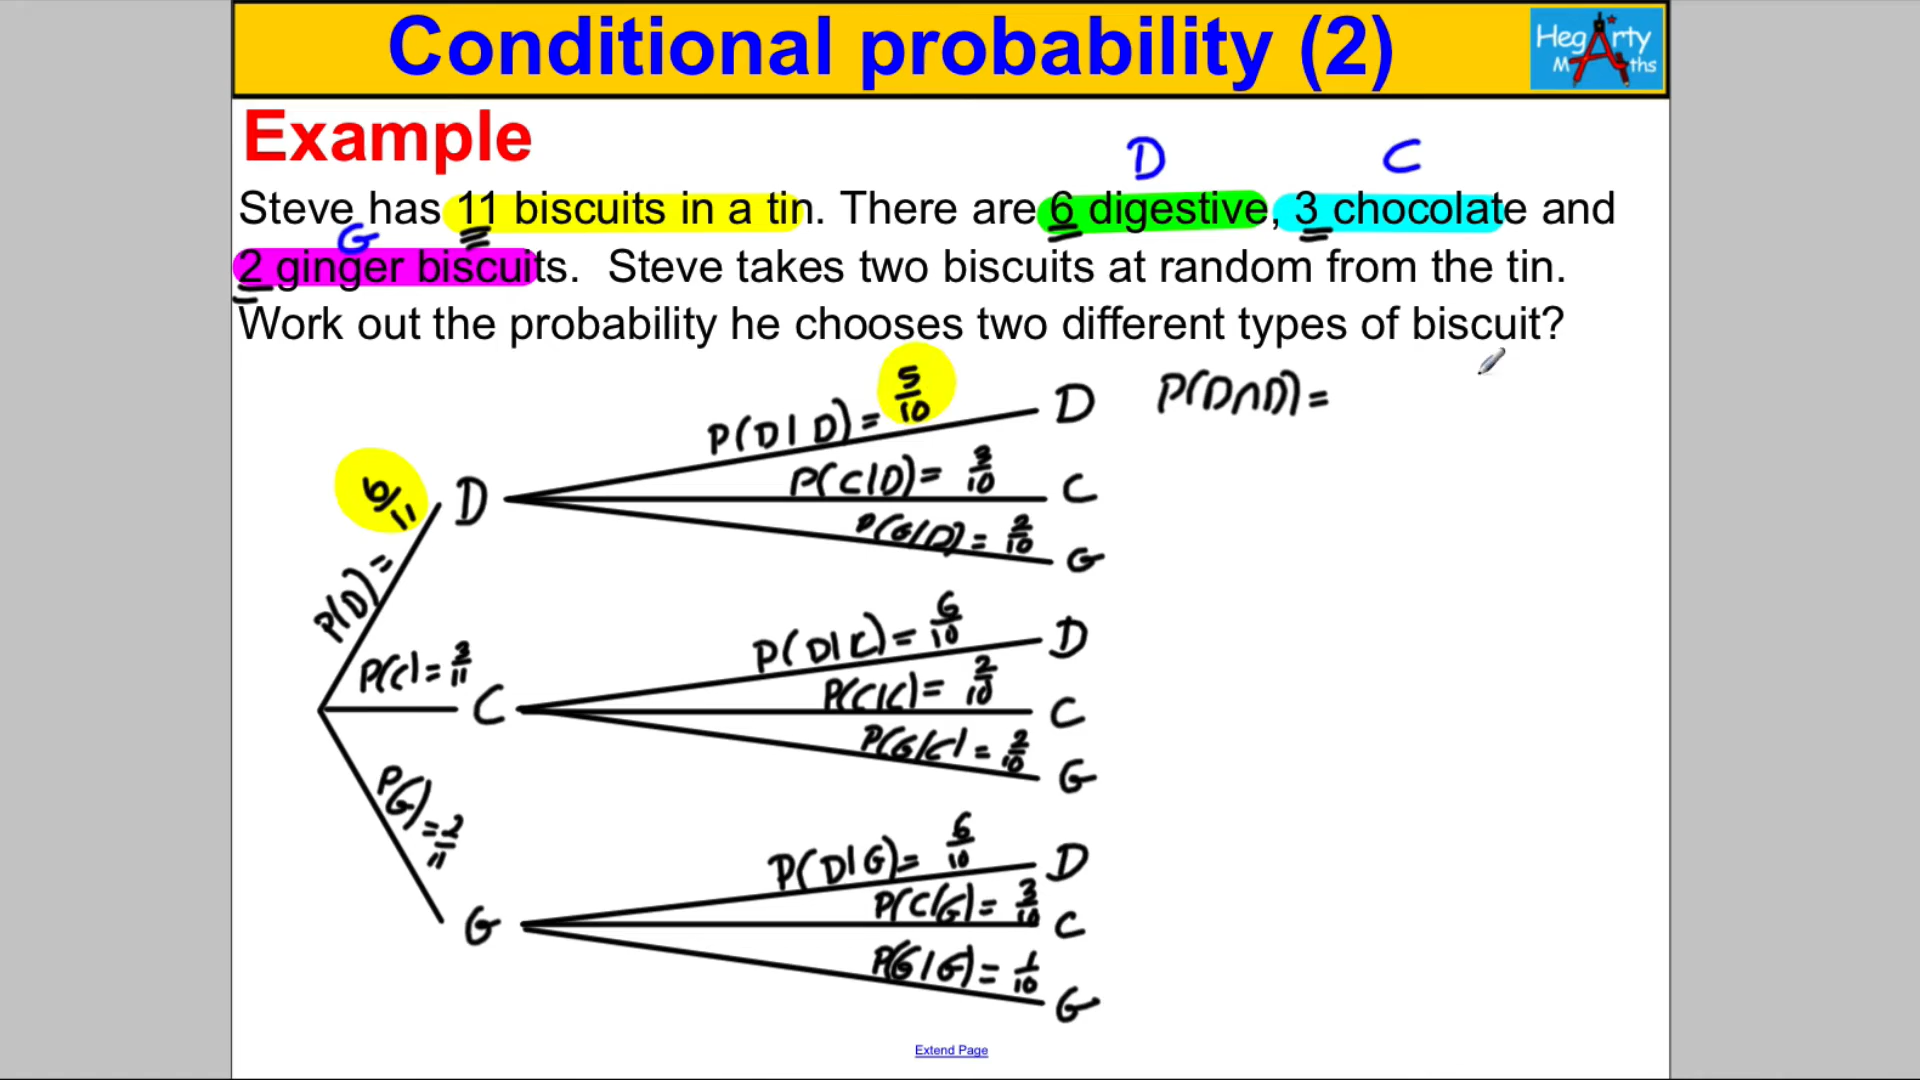 Conditional probability (2)
Hegarty
Maths
Example
D
C
Steve has 11 biscuits in a tin. There are 6 digestive, 3 chocolate and
G
2 ginger biscuits. Steve takes two biscuits at random from the tin.
Work out the probability he chooses two different types of biscuit?
P(D) = 6/11
D
P(D|D) = 5/10
D
P(D∩D) =
P(C|D) = 3/10
C
P(G|D) = 2/10
G
P(C) = 3/11
C
P(D|C) = 6/10
D
P(C|C) = 2/10
C
P(G|C) = 2/10
G
P(G) = 2/11
G
P(D|G) = 6/10
D
P(C|G) = 3/10
C
P(G|G) = 1/10
G
Extend Page